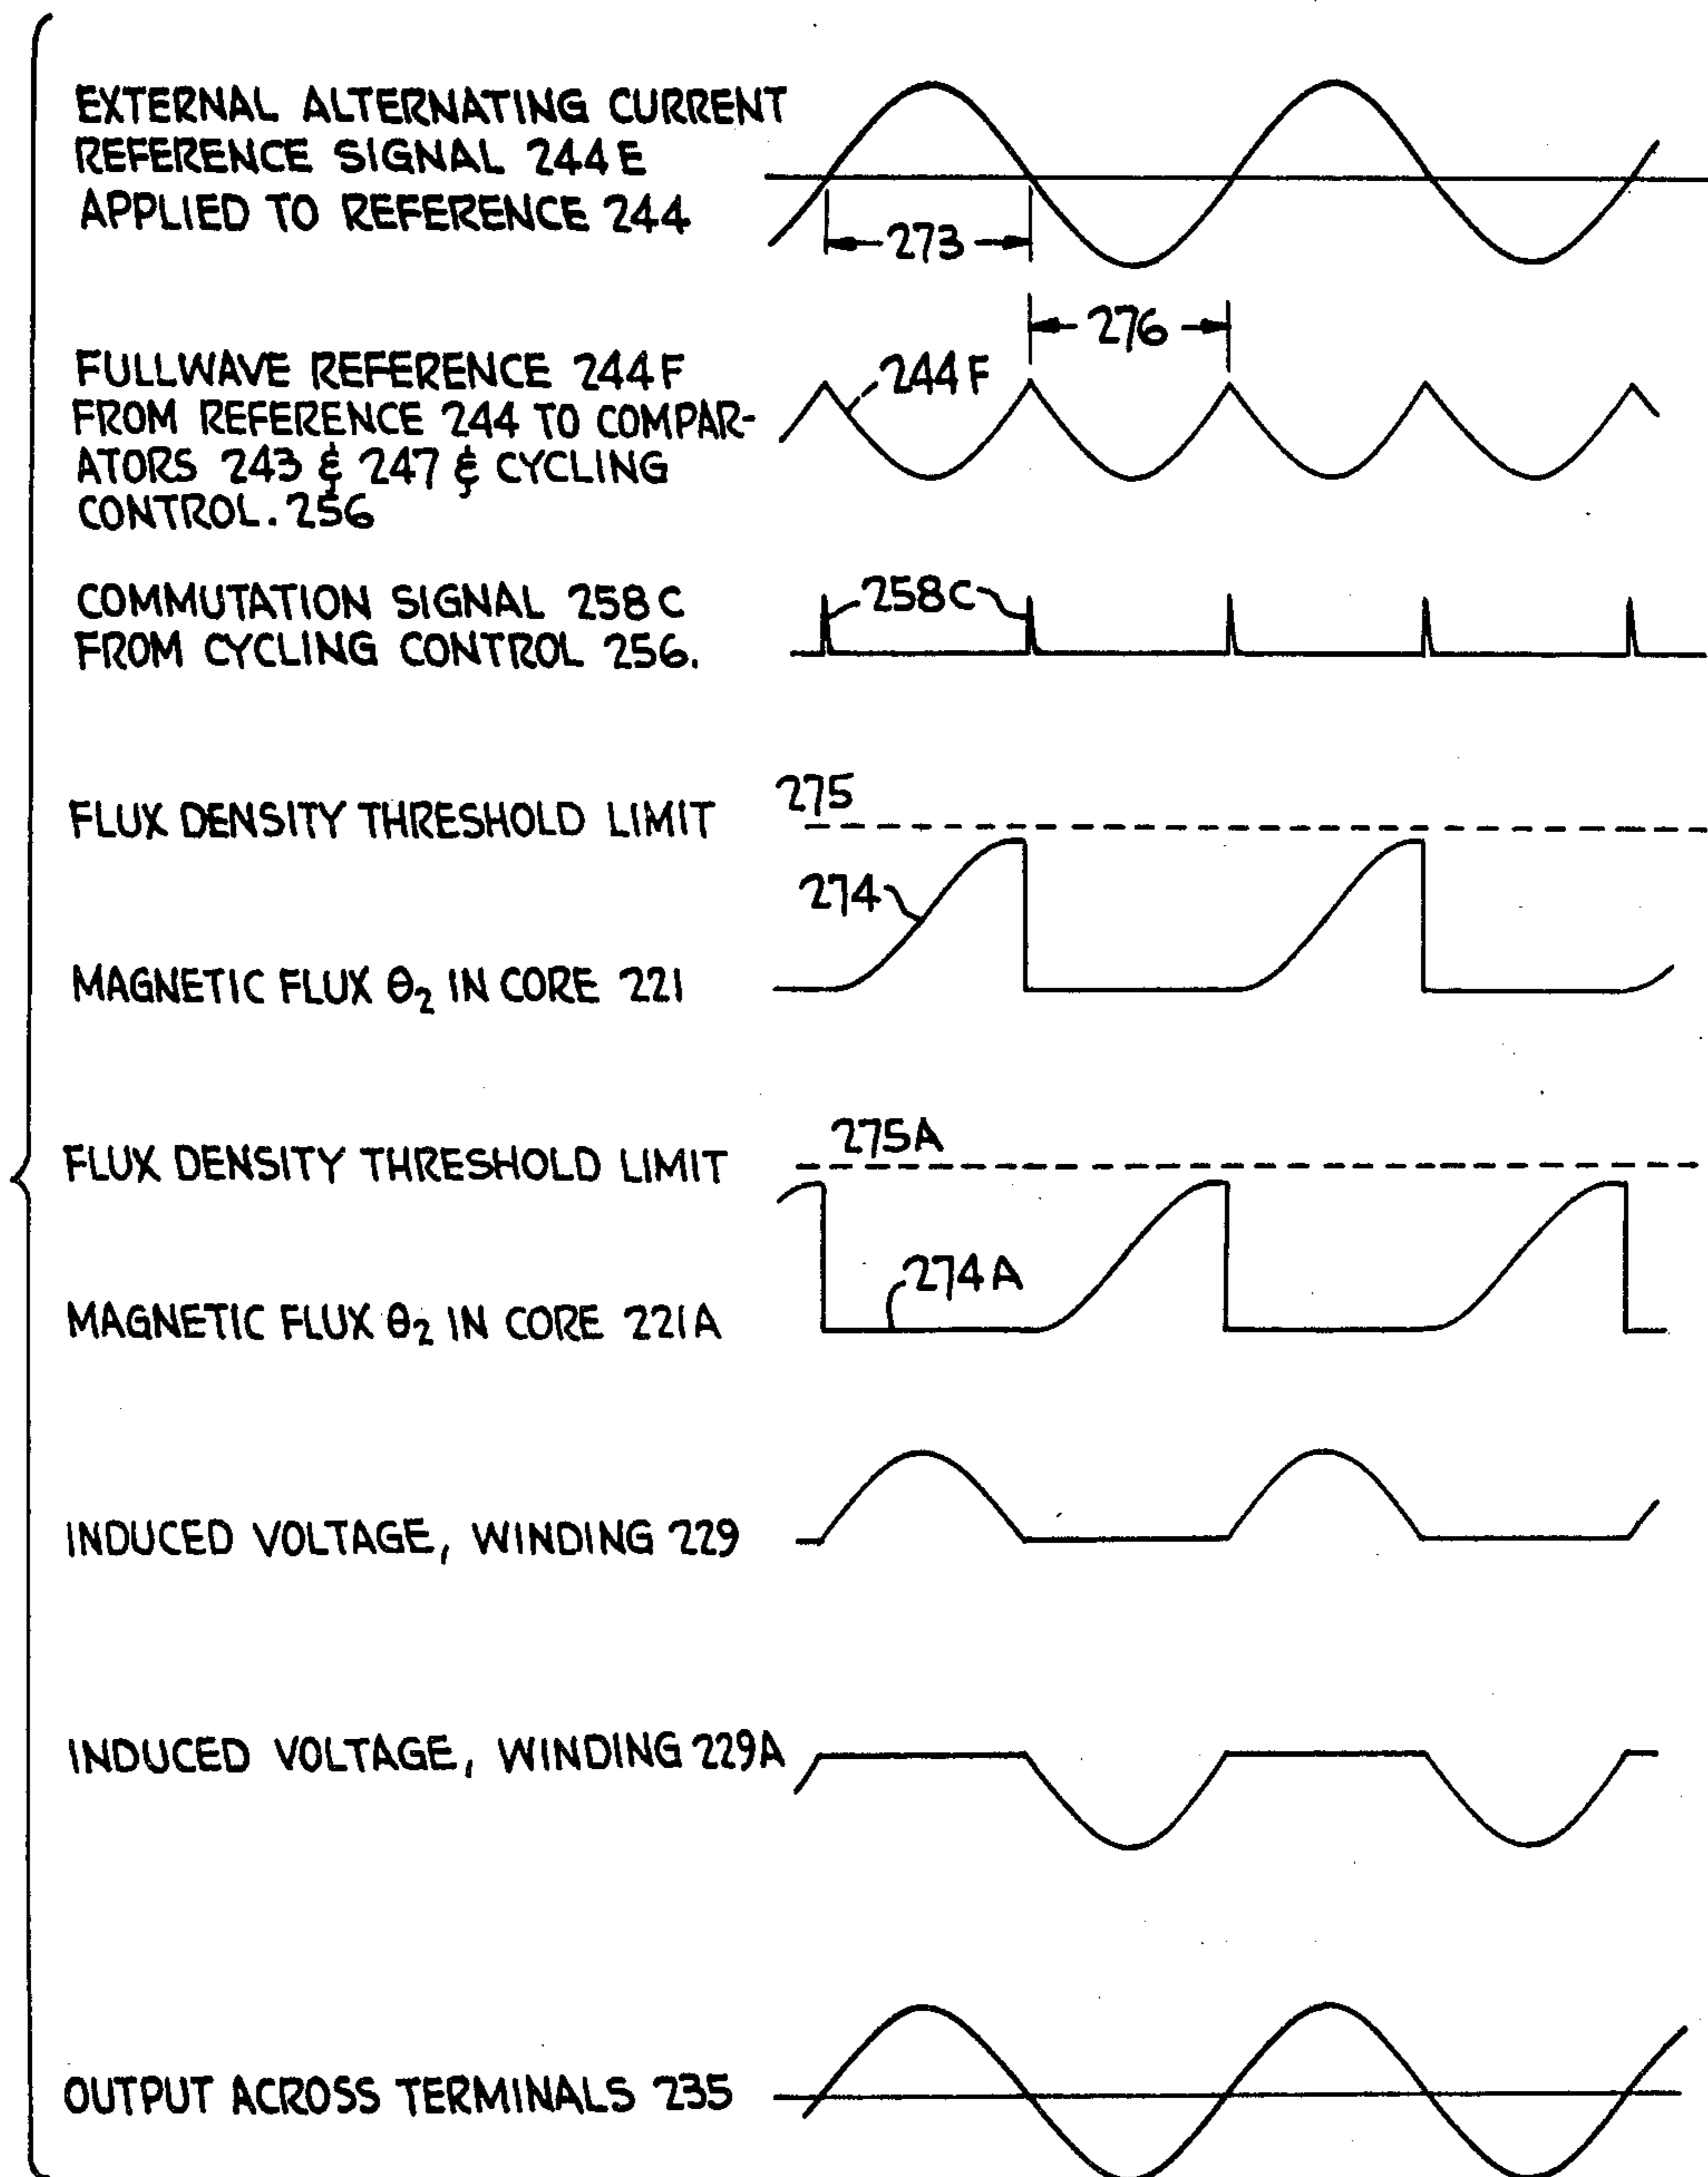 EXTERNAL ALTERNATING CURRENT
REFERENCE SIGNAL 244E
APPLIED TO REFERENCE 244
273
276
FULLWAVE REFERENCE 244F
FROM REFERENCE 244 TO COMPAR-
ATORS 243 & 247 & CYCLING
CONTROL. 256
244F
COMMUTATION SIGNAL 258C
FROM CYCLING CONTROL 256.
258C
FLUX DENSITY THRESHOLD LIMIT
275
274
MAGNETIC FLUX θ2 IN CORE 221
FLUX DENSITY THRESHOLD LIMIT
275A
274A
MAGNETIC FLUX θ2 IN CORE 221A
INDUCED VOLTAGE, WINDING 229
INDUCED VOLTAGE, WINDING 229A
OUTPUT ACROSS TERMINALS 235